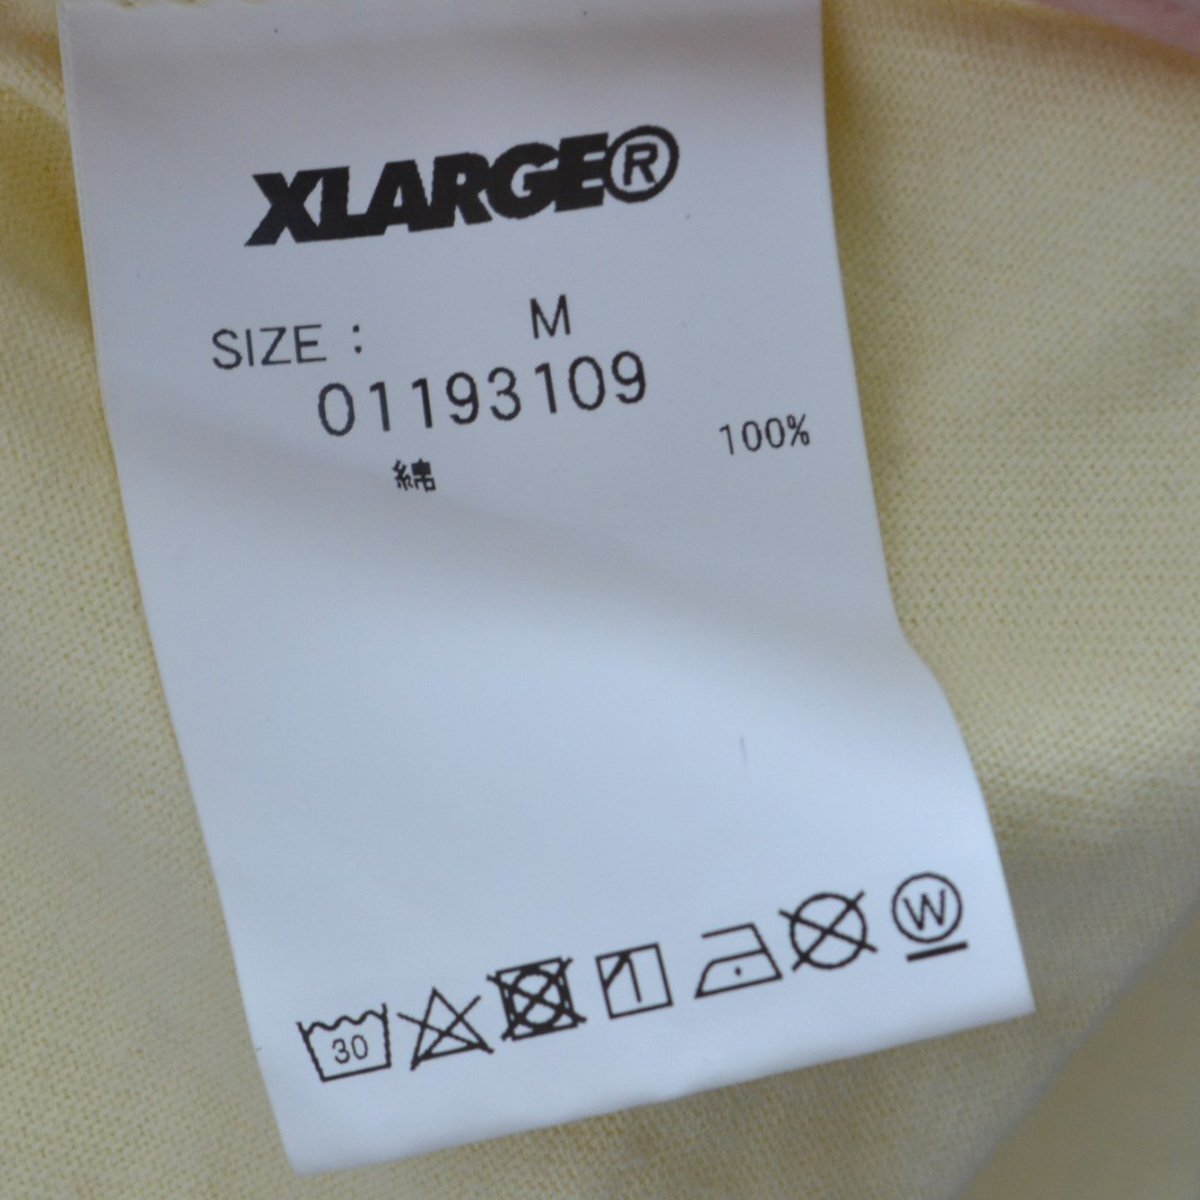 XLARGE®
SIZE : M
01193109
綿 100%
30
W